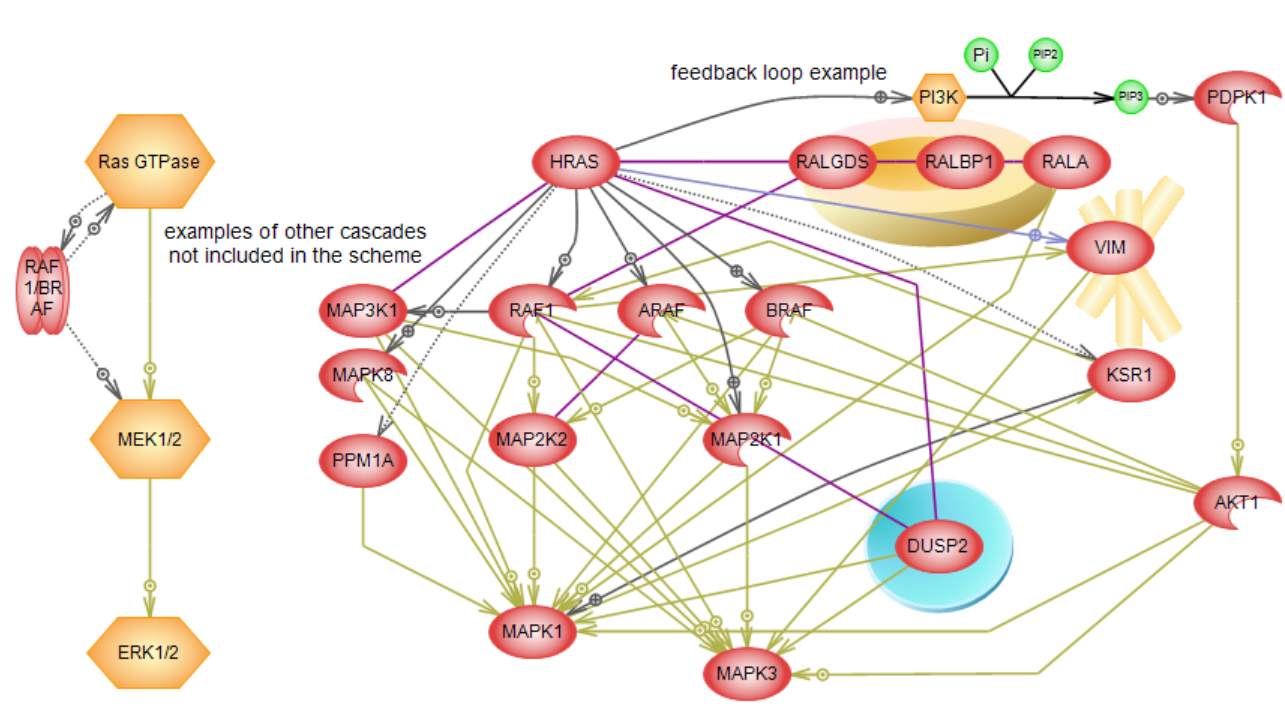 Pi
PIP2
feedback loop example
PI3K
PIP3
PDPK1
Ras GTPase
HRAS
RALGDS
RALBP1
RALA
examples of other cascades
not included in the scheme
VIM
RAF
1/BR
AF
MAP3K1
RAF1
ARAF
BRAF
MAPK8
KSR1
MEK1/2
MAP2K2
MAP2K1
PPM1A
AKT1
DUSP2
MAPK1
ERK1/2
MAPK3